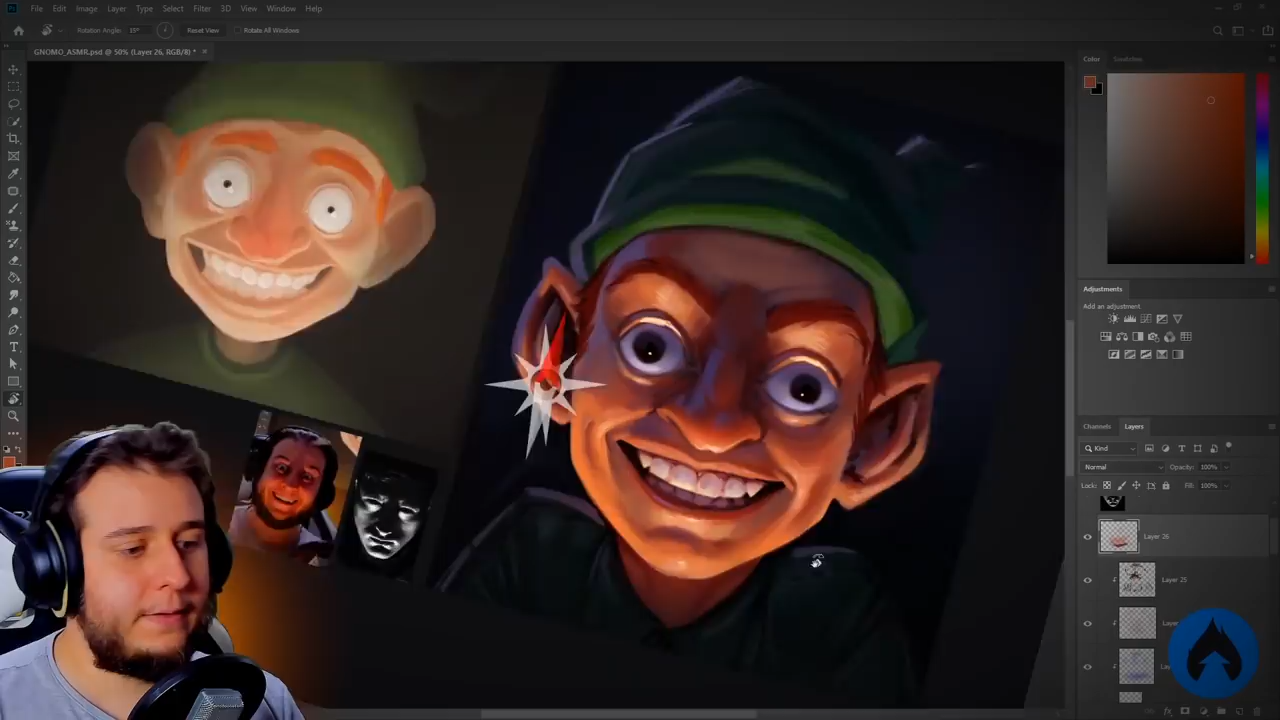 Ps File Edit Image Layer Type Select Filter 3D View Window Help
Rotation Angle: 15° Reset View Rotate All Windows
GNOMO_ASMR.psd @ 50% (Layer 26, RGB/8) * ×
Color Swatches
Adjustments
Add an adjustment
Channels Layers
Kind
Normal Opacity: 100%
Lock: Fill: 100%
Layer 26
Layer 25